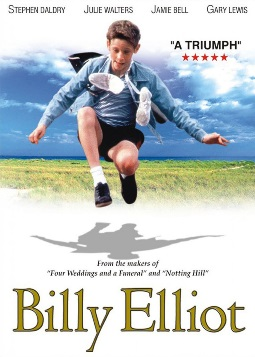 STEPHEN DALDRY JULIE WALTERS JAMIE BELL GARY LEWIS
"A TRIUMPH"
★★★★★
From the makers of
"Four Weddings and a Funeral" and "Notting Hill"
Billy Elliot